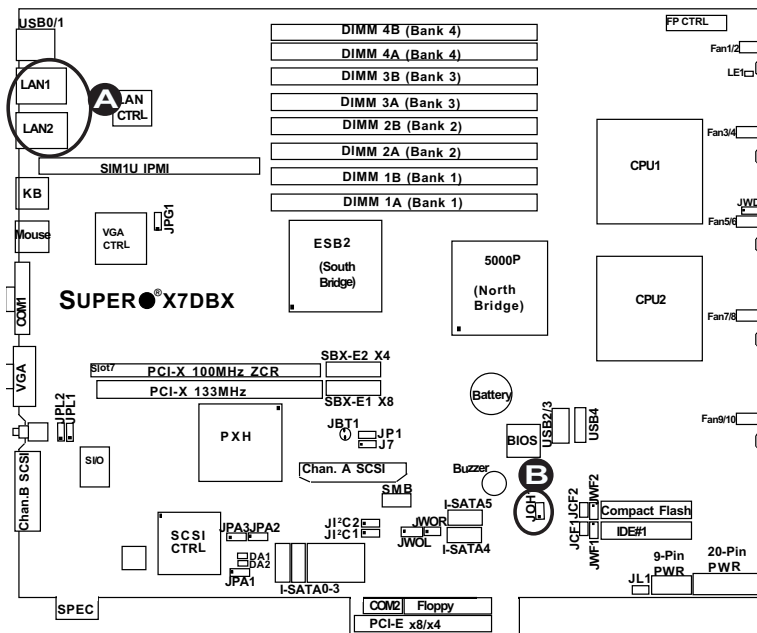 USB0/1
LAN1
LAN2
A
LAN
CTRL
SIM1U IPMI
KB
Mouse
VGA
CTRL
JPG1
COM1
VGA
SUPER®X7DBX
DIMM 4B (Bank 4)
DIMM 4A (Bank 4)
DIMM 3B (Bank 3)
DIMM 3A (Bank 3)
DIMM 2B (Bank 2)
DIMM 2A (Bank 2)
DIMM 1B (Bank 1)
DIMM 1A (Bank 1)
ESB2
(South
Bridge)
5000P
(North
Bridge)
FP CTRL
Fan1/2
LE1
Fan3/4
CPU1
JWD
Fan5/6
CPU2
Fan7/8
Fan9/10
Slot7
PCI-X 100MHz ZCR
SBX-E2 X4
PCI-X 133MHz
SBX-E1 X8
JPL2
JPL1
SI/O
PXH
JBT1
JP1
J7
Battery
BIOS
USB2/3
USB4
Buzzer
B
JOH1
Chan. A SCSI
Chan.B SCSI
SMB
I-SATA5
I-SATA4
JCF2
JWF2
Compact Flash
JCF1
JWF1
IDE#1
SCSI
CTRL
JPA3
JPA2
JI²C2
JI²C1
JWOR
JWOL
DA1
DA2
JPA1
I-SATA0-3
JL1
9-Pin
PWR
20-Pin
PWR
SPEC
COM2
Floppy
PCI-E x8/x4